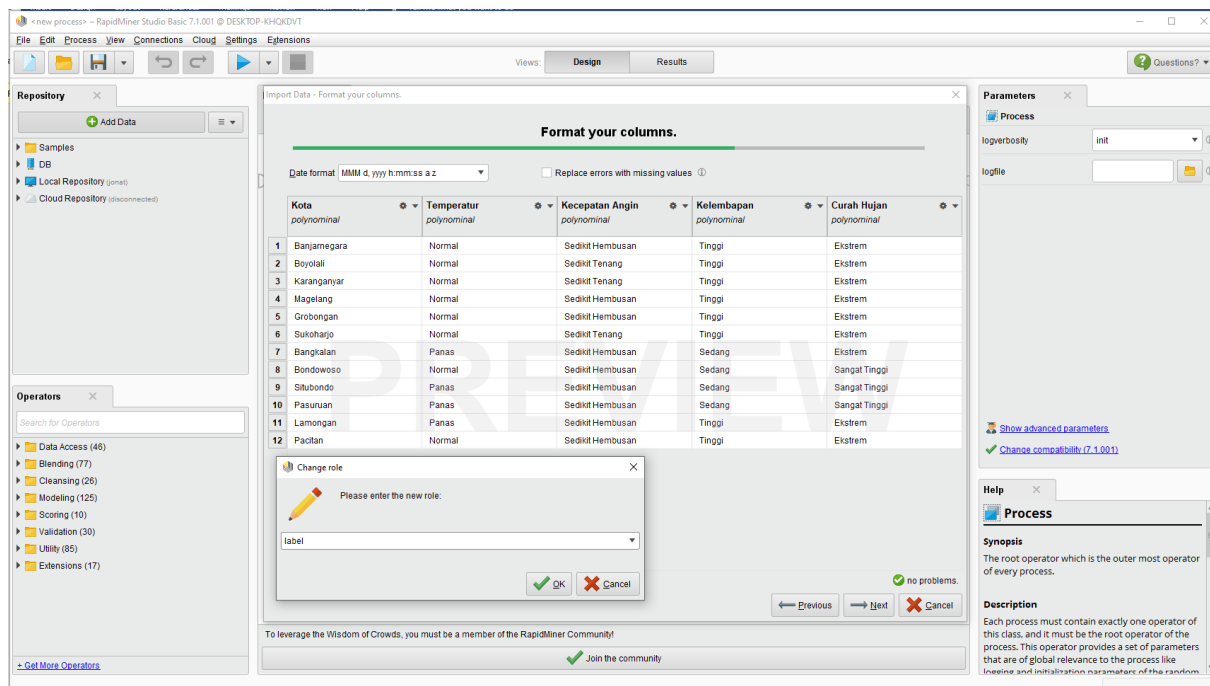 <new process> – RapidMiner Studio Basic 7.1.001 @ DESKTOP-KHQKDVT
File Edit Process View Connections Cloud Settings Extensions
Views: Design Results
Questions?
Repository
Add Data
Samples
DB
Local Repository (jonat)
Cloud Repository (disconnected)
Operators
Search for Operators
Data Access (46)
Blending (77)
Cleansing (26)
Modeling (125)
Scoring (10)
Validation (30)
Utility (85)
Extensions (17)
+ Get More Operators
Import Data - Format your columns.
Format your columns.
Date format MMM d, yyyy h:mm:ss a z Replace errors with missing values
Kota Temperatur Kecepatan Angin Kelembapan Curah Hujan
polynominal polynominal polynominal polynominal polynominal
1 Banjarnegara Normal Sedikit Hembusan Tinggi Ekstrem
2 Boyolali Normal Sedikit Tenang Tinggi Ekstrem
3 Karanganyar Normal Sedikit Tenang Tinggi Ekstrem
4 Magelang Normal Sedikit Hembusan Tinggi Ekstrem
5 Grobongan Normal Sedikit Hembusan Tinggi Ekstrem
6 Sukoharjo Normal Sedikit Tenang Tinggi Ekstrem
7 Bangkalan Panas Sedikit Hembusan Sedang Ekstrem
8 Bondowoso Normal Sedikit Hembusan Sedang Sangat Tinggi
9 Situbondo Panas Sedikit Hembusan Sedang Sangat Tinggi
10 Pasuruan Panas Sedikit Hembusan Sedang Sangat Tinggi
11 Lamongan Panas Sedikit Hembusan Tinggi Ekstrem
12 Pacitan Normal Sedikit Hembusan Tinggi Ekstrem
PREVIEW
Change role
Please enter the new role:
label
OK Cancel
no problems.
Previous Next Cancel
To leverage the Wisdom of Crowds, you must be a member of the RapidMiner Community!
Join the community
Parameters
Process
logverbosity init
logfile
Show advanced parameters
Change compatibility (7.1.001)
Help
Process
Synopsis
The root operator which is the outer most operator
of every process.
Description
Each process must contain exactly one operator of
this class, and it must be the root operator of the
process. This operator provides a set of parameters
that are of global relevance to the process like
logging and initialization parameters of the random